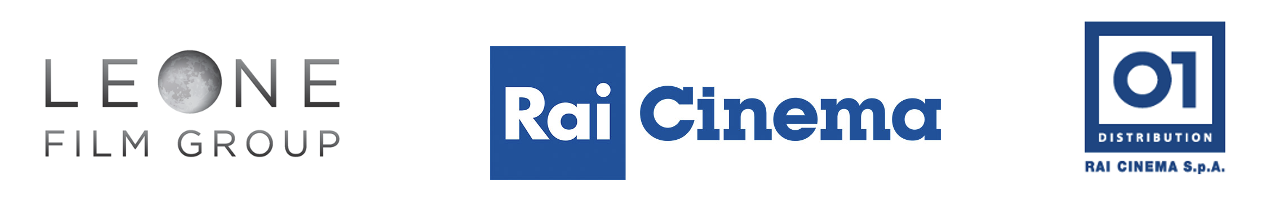 LEONE
FILM GROUP
Rai Cinema
01
DISTRIBUTION
RAI CINEMA S.p.A.